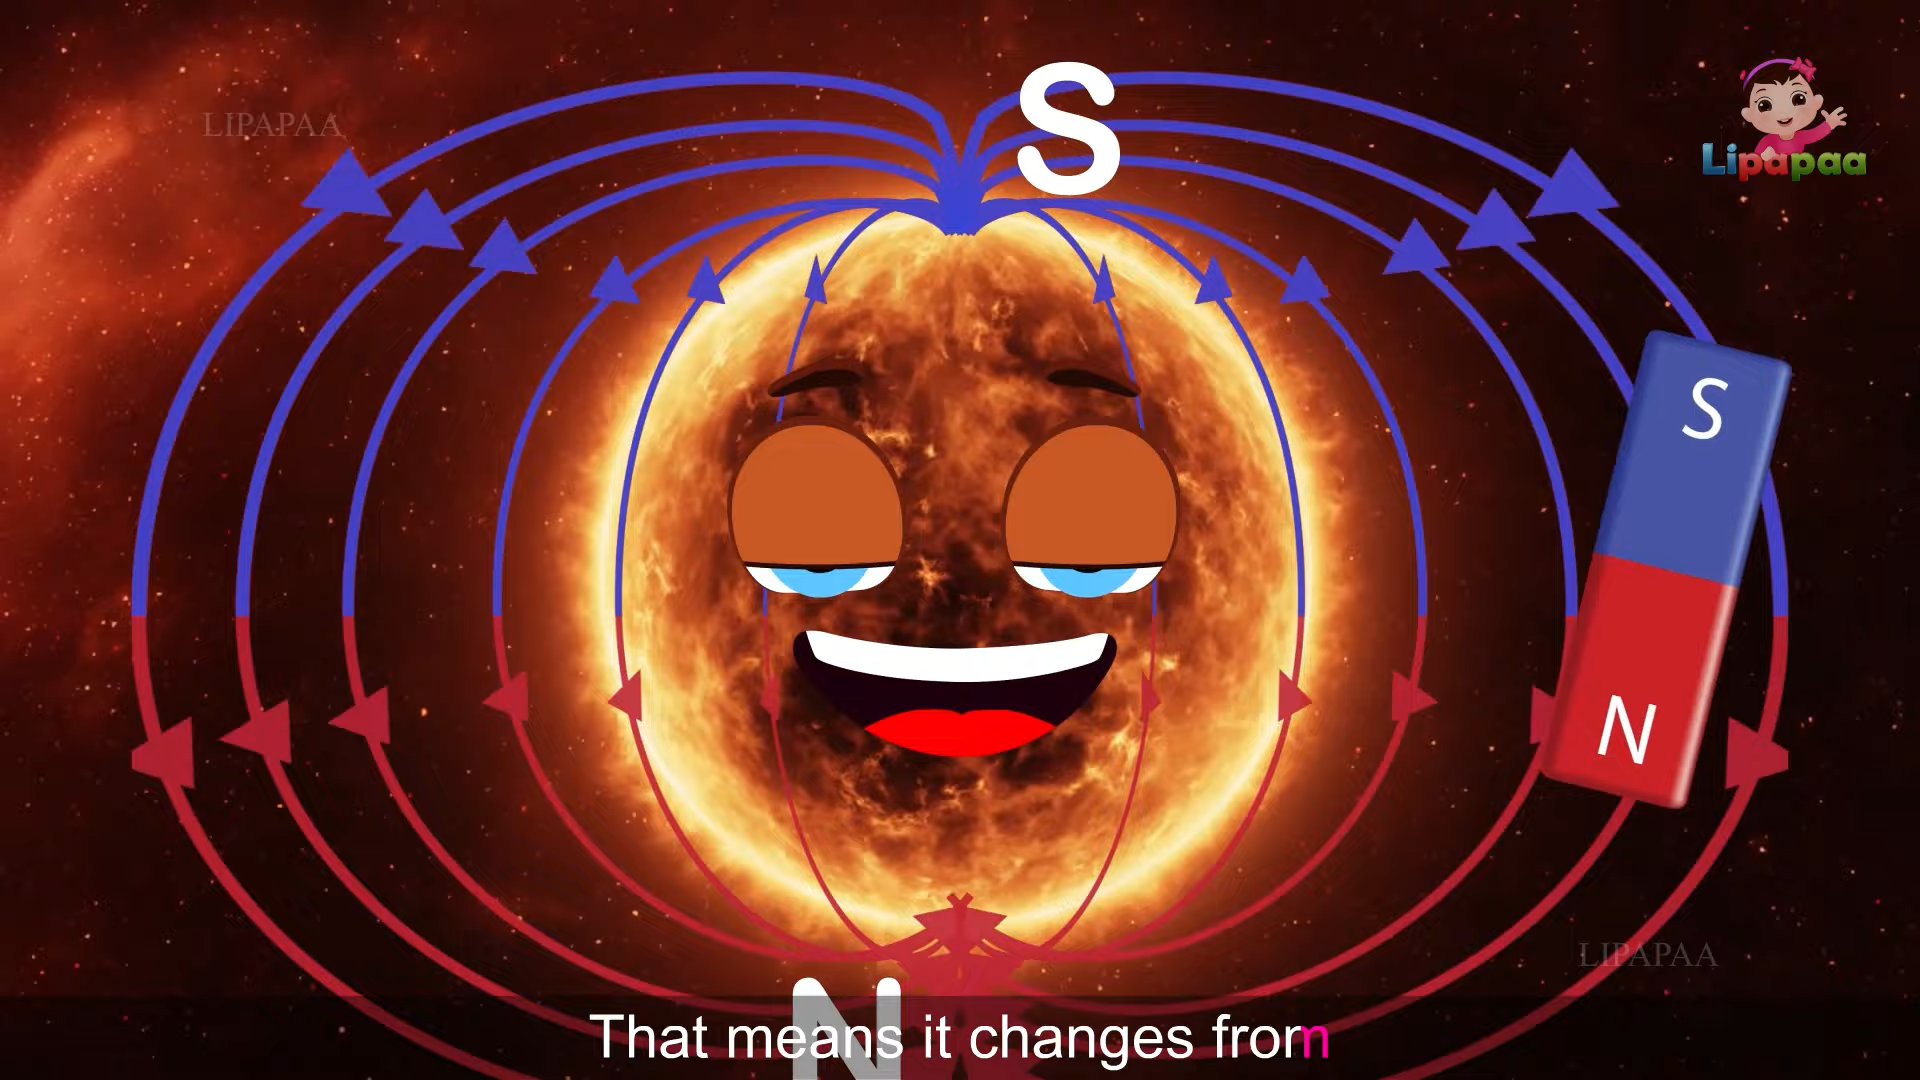 S
LIPAPAA
Lipapaa
S
N
LIPAPAA
N
That means it changes from